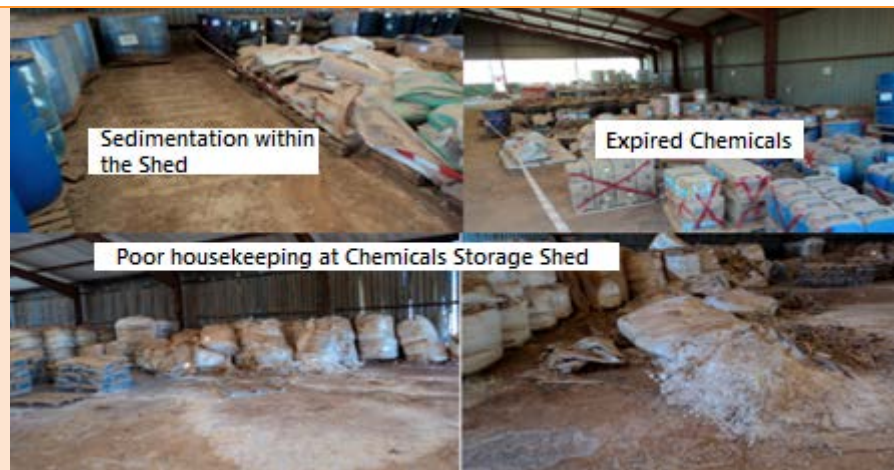 Sedimentation within
the Shed
Expired Chemicals
Poor housekeeping at Chemicals Storage Shed